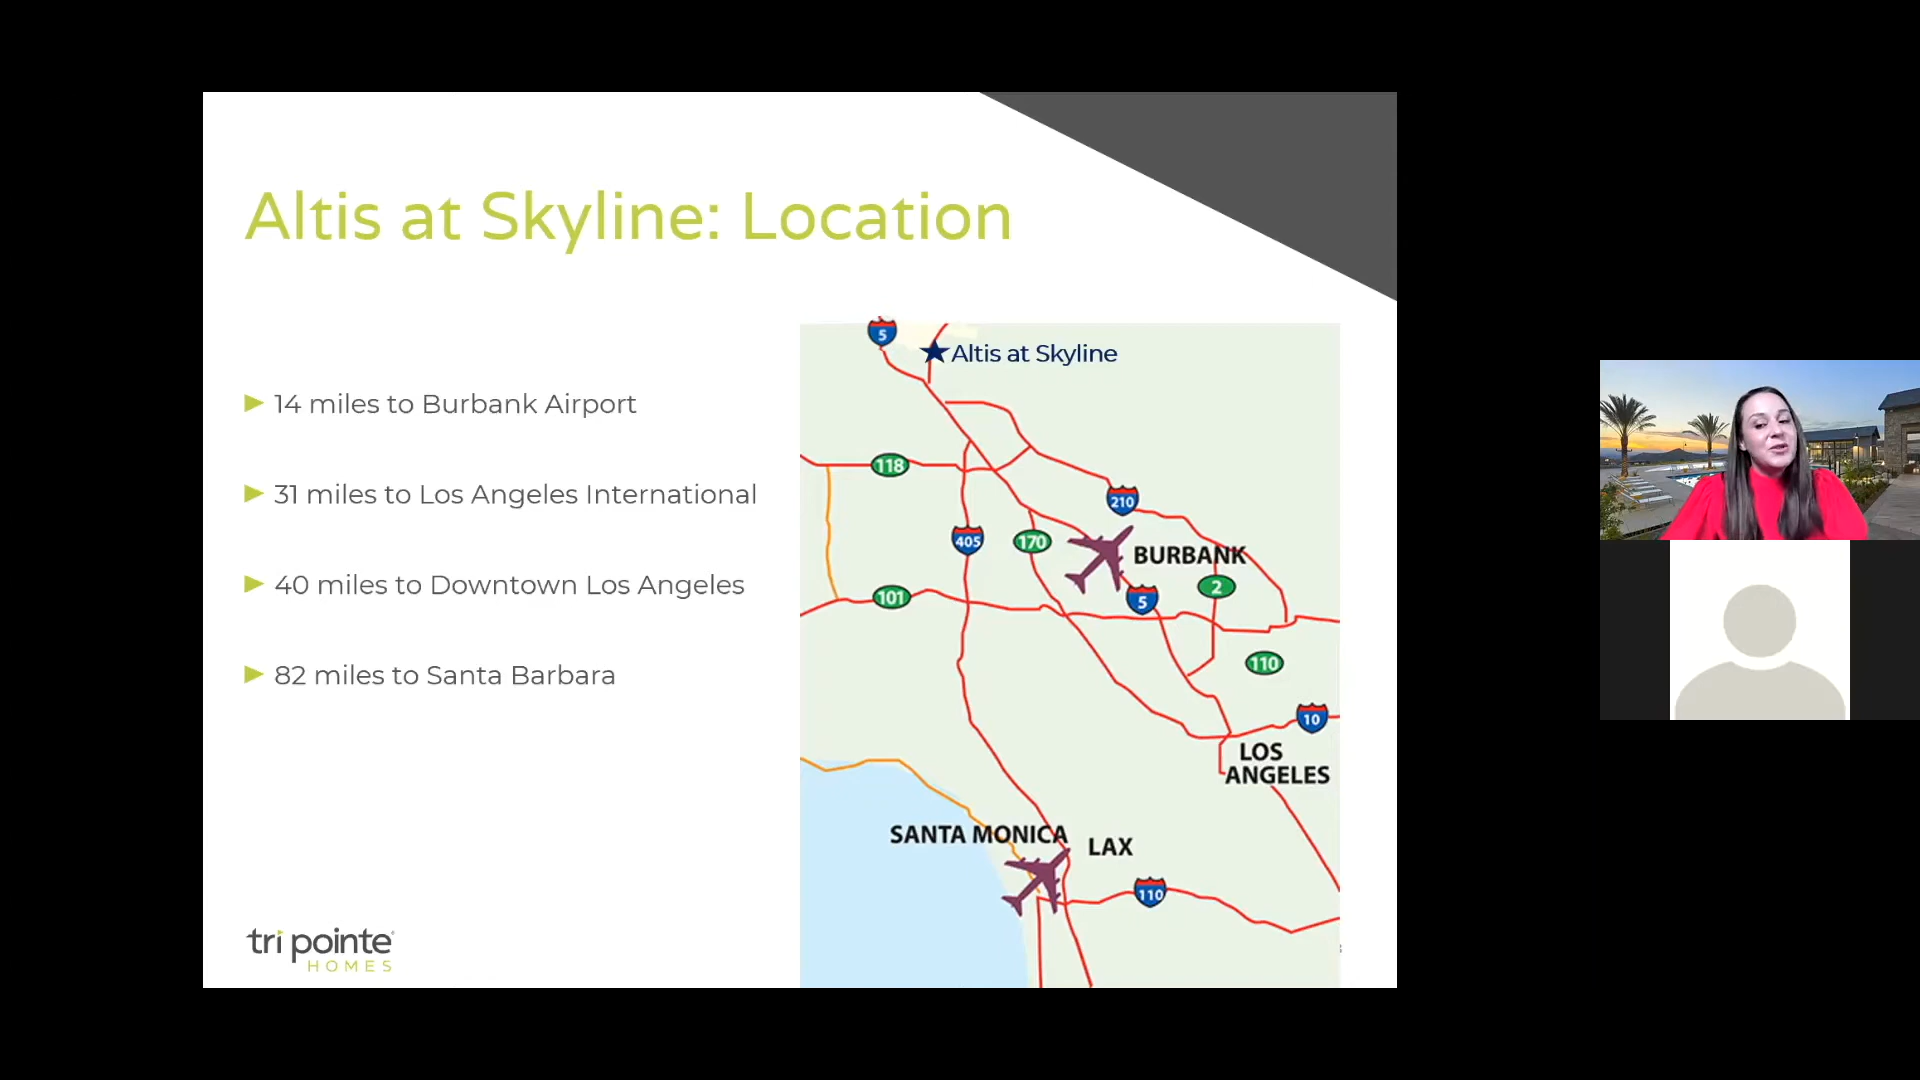 Altis at Skyline: Location
14 miles to Burbank Airport
31 miles to Los Angeles International
40 miles to Downtown Los Angeles
82 miles to Santa Barbara
5
Altis at Skyline
118
210
405
170
BURBANK
101
5
2
110
10
LOS
ANGELES
SANTA MONICA
LAX
110
tri pointe
HOMES